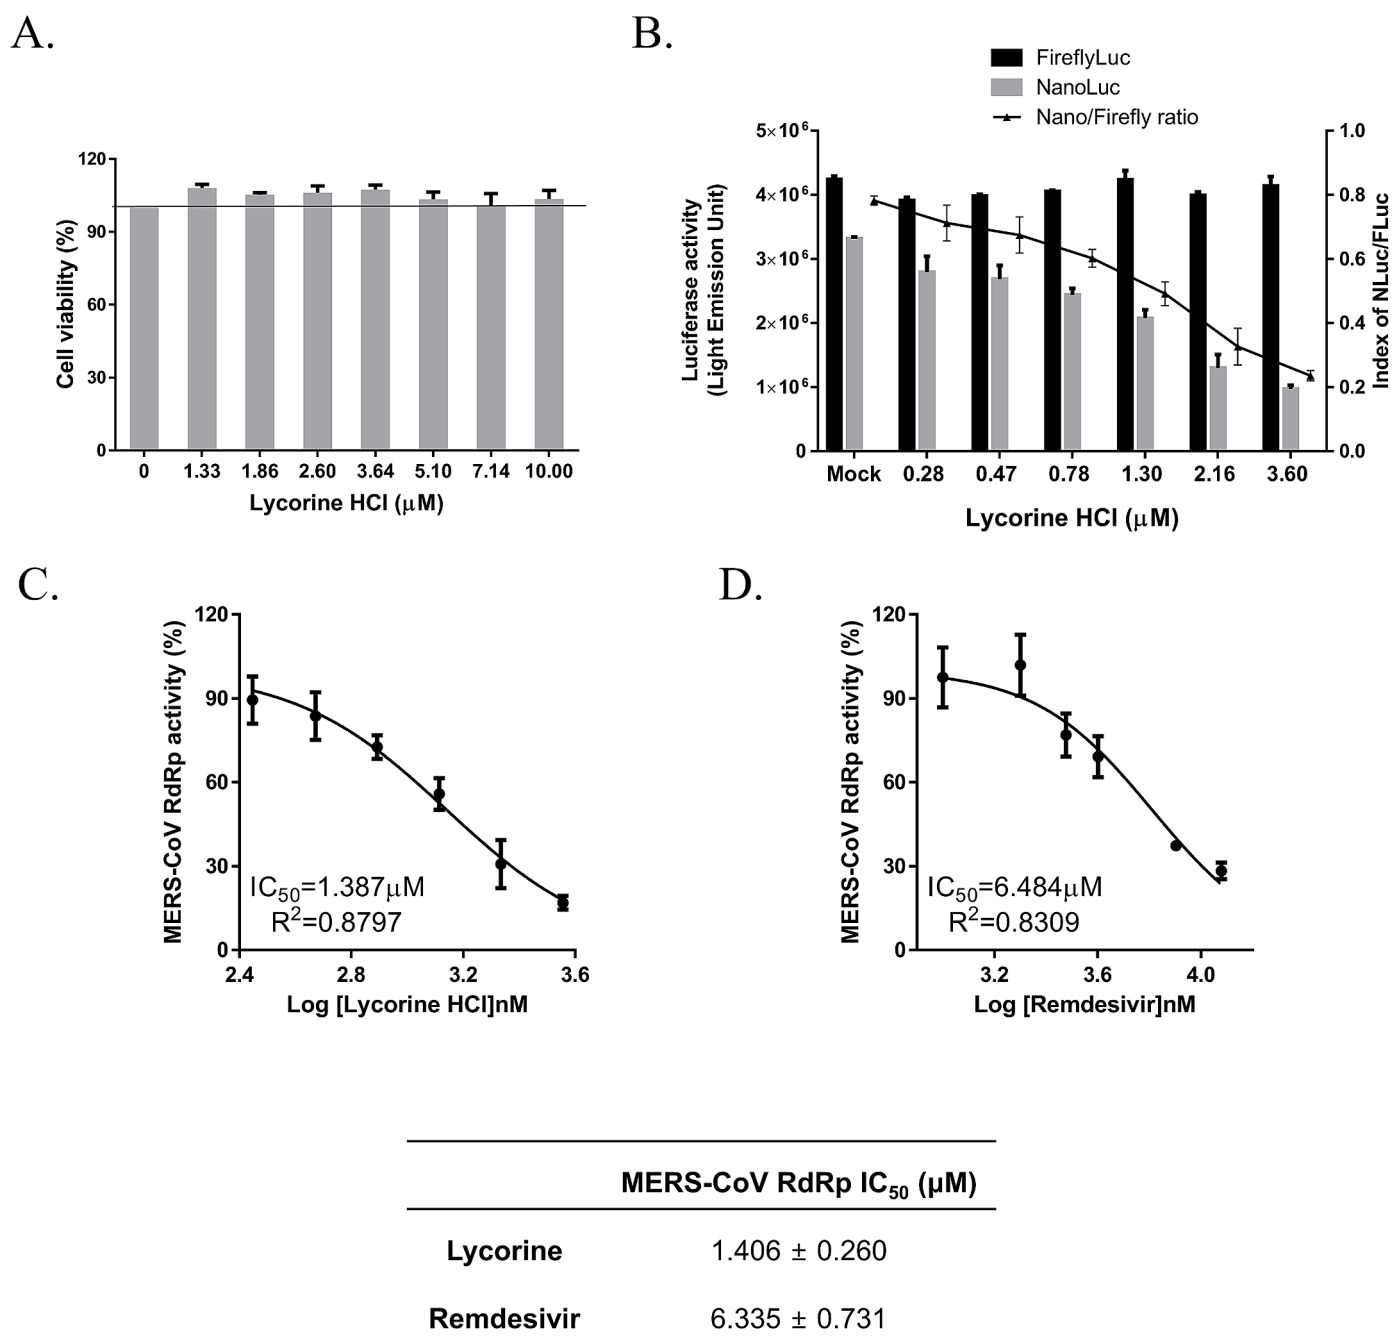 A.
120
90
60
30
0
Cell viability (%)
0 1.33 1.86 2.60 3.64 5.10 7.14 10.00
Lycorine HCl (μM)
B.
FireflyLuc
NanoLuc
Nano/Firefly ratio
5×10⁶
4×10⁶
3×10⁶
2×10⁶
1×10⁶
0
Luciferase activity
(Light Emission Unit)
1.0
0.8
0.6
0.4
0.2
0.0
Index of NLuc/FLuc
Mock 0.28 0.47 0.78 1.30 2.16 3.60
Lycorine HCl (μM)
C.
120
90
60
30
0
MERS-CoV RdRp activity (%)
IC₅₀=1.387μM
R²=0.8797
2.4 2.8 3.2 3.6
Log [Lycorine HCl]nM
D.
120
90
60
30
0
MERS-CoV RdRp activity (%)
IC₅₀=6.484μM
R²=0.8309
3.2 3.6 4.0
Log [Remdesivir]nM
MERS-CoV RdRp IC₅₀ (μM)
Lycorine 1.406 ± 0.260
Remdesivir 6.335 ± 0.731